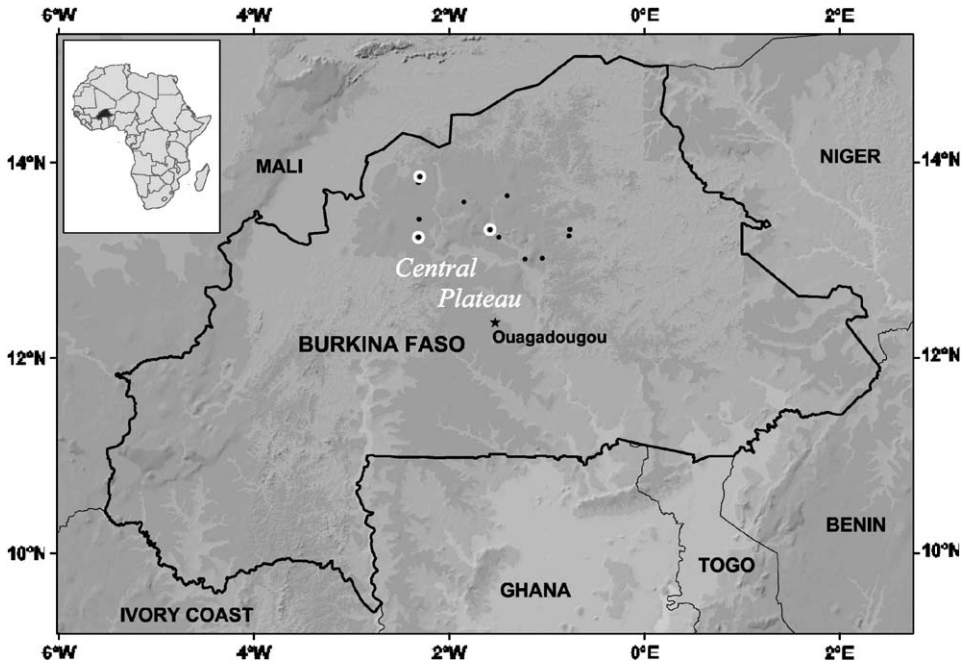 6°W 4°W 2°W 0°E 2°E
14°N 14°N
MALI
NIGER
Central
Plateau
BURKINA FASO
Ouagadougou
12°N 12°N
BENIN
10°N 10°N
TOGO
GHANA
IVORY COAST
6°W 4°W 2°W 0°E 2°E